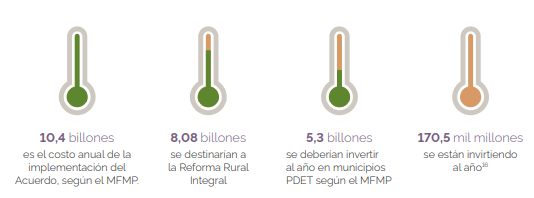 10,4 billones
es el costo anual de la
implementación del
Acuerdo, según el MFMP.
8,08 billones
se destinarian a
la Reforma Rural
Integral
5,3 billones
se deberian invertir
al año en municipios
PDET según el MFMP
170,5 mil millones
se están invirtiendo
al año¹⁶